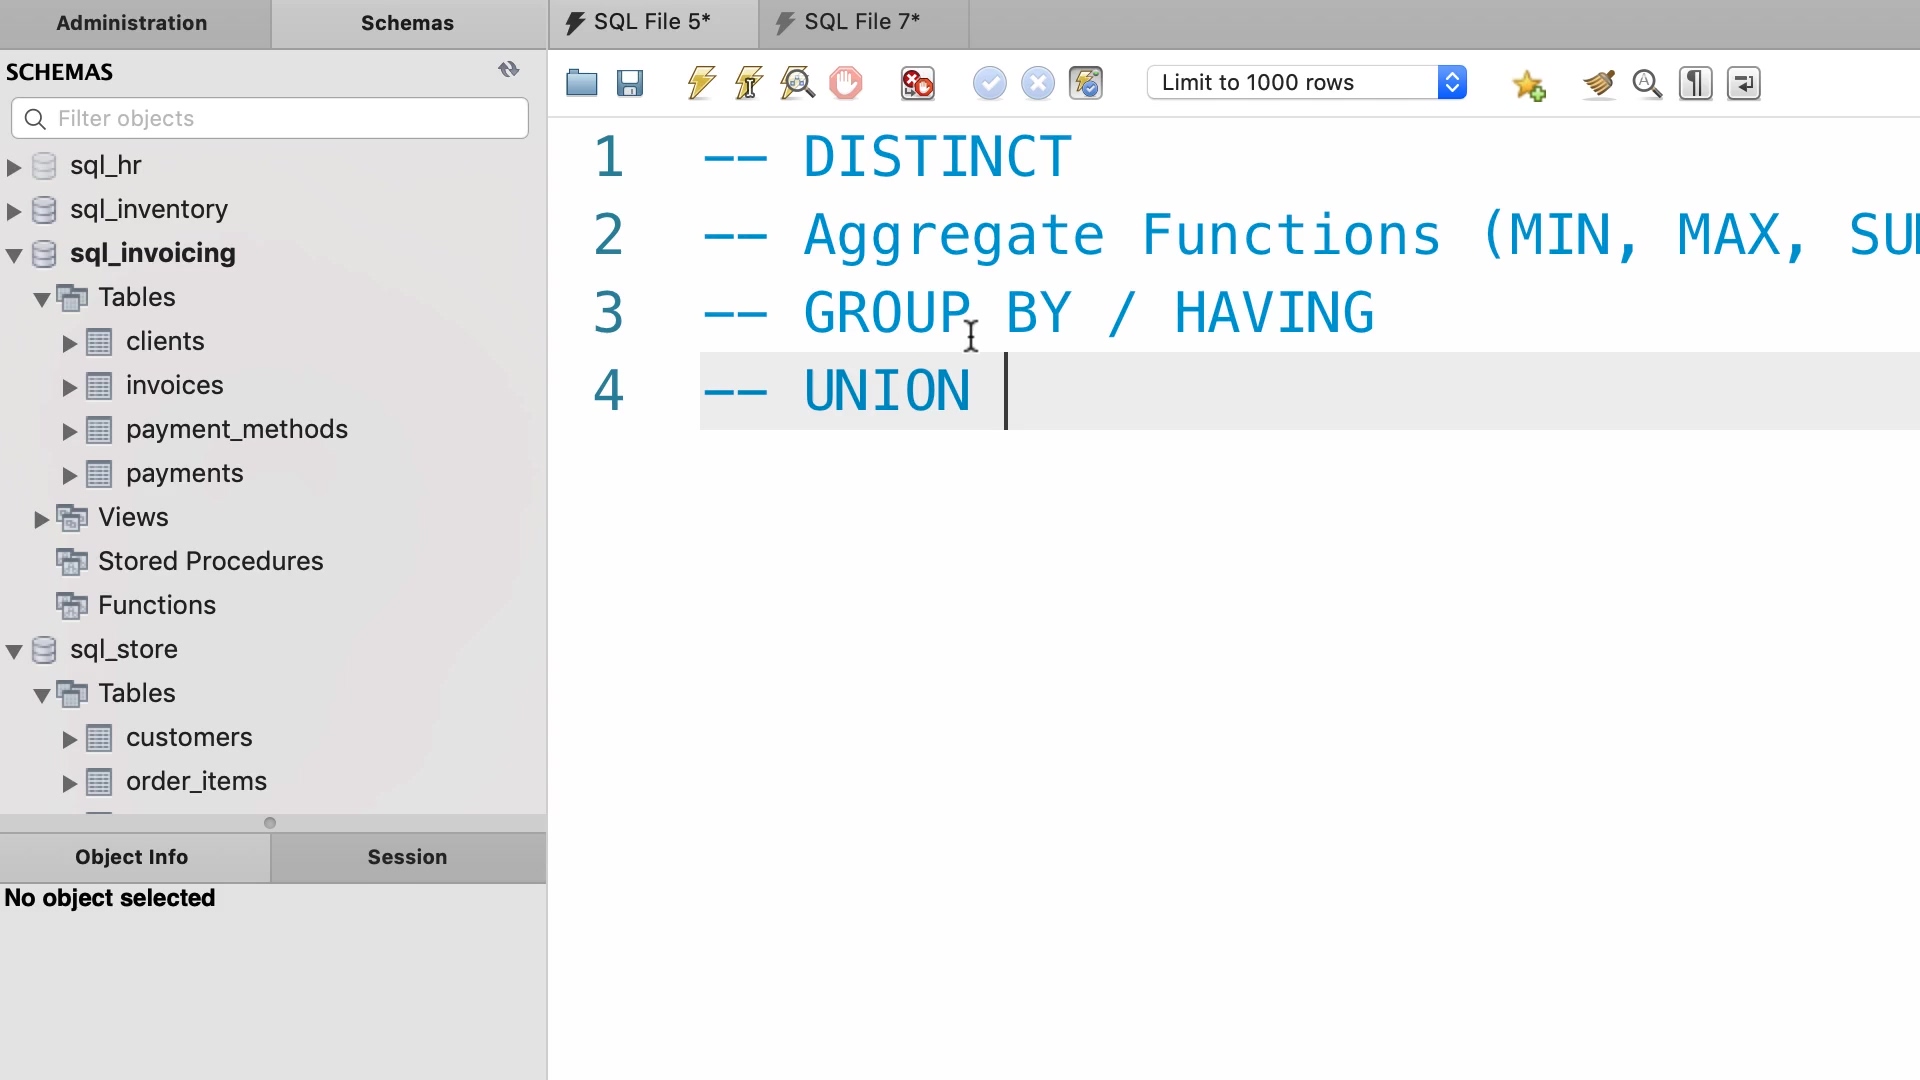 Administration
Schemas
SCHEMAS
Filter objects
sql_hr
sql_inventory
sql_invoicing
Tables
clients
invoices
payment_methods
payments
Views
Stored Procedures
Functions
sql_store
Tables
customers
order_items
Object Info
Session
No object selected
SQL File 5*
SQL File 7*
Limit to 1000 rows
1 -- DISTINCT
2 -- Aggregate Functions (MIN, MAX,
3 -- GROUP BY / HAVING
4 -- UNION